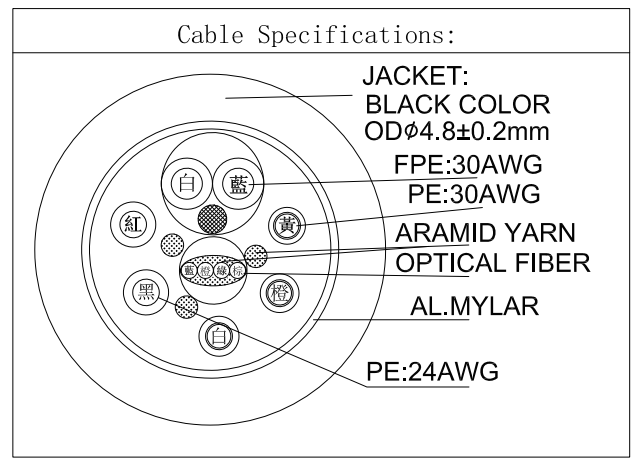 Cable Specifications:
JACKET:
BLACK COLOR
ODφ4.8±0.2mm
FPE:30AWG
PE:30AWG
ARAMID YARN
OPTICAL FIBER
AL.MYLAR
PE:24AWG
白 藍
紅 黃
藍 橙 綠 棕
黑 橙
白